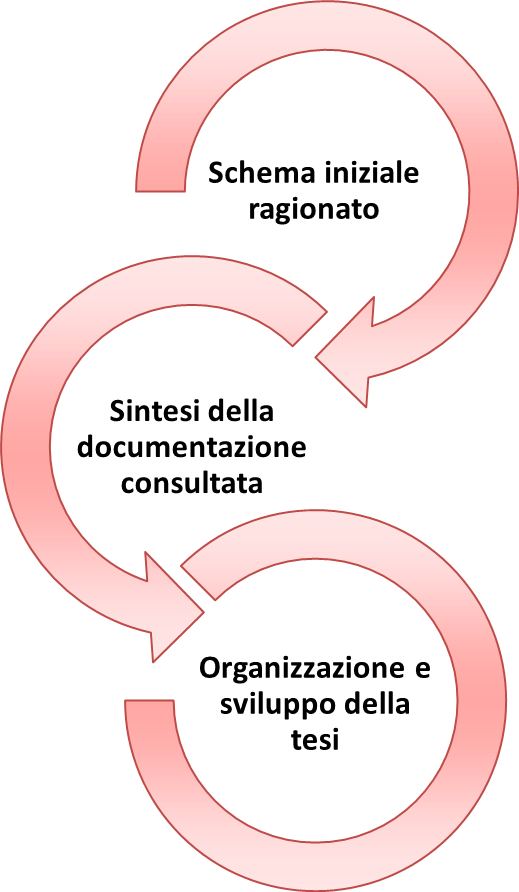 Schema iniziale
ragionato
Sintesi della
documentazione
consultata
Organizzazione e
sviluppo della
tesi